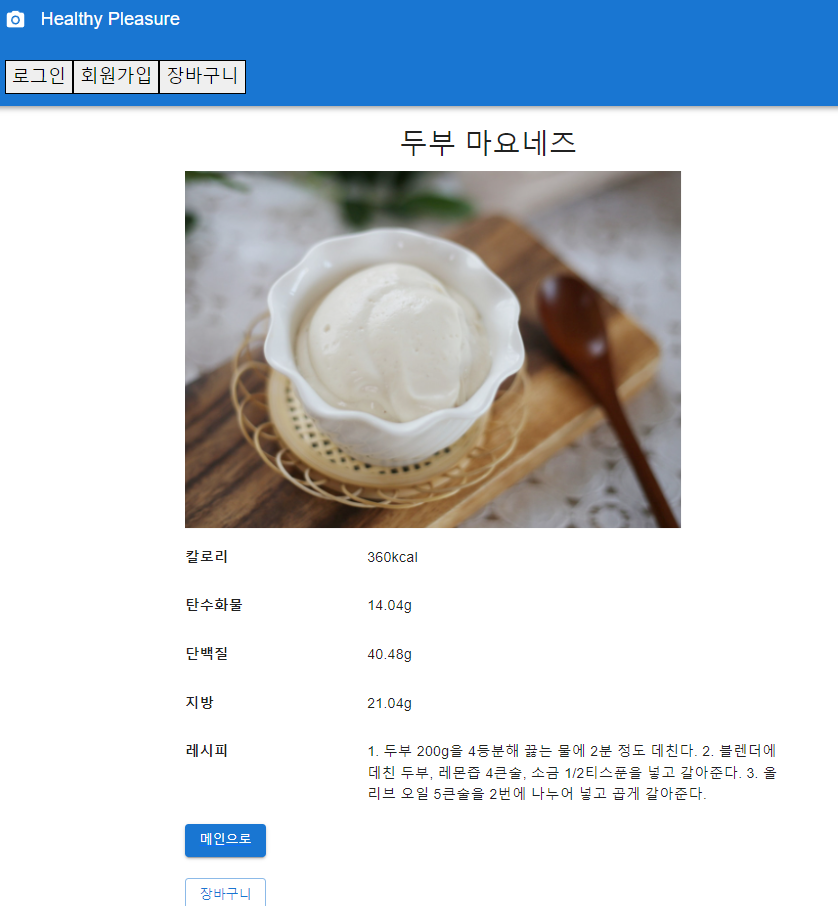 Healthy Pleasure
로그인 회원가입 장바구니
두부 마요네즈
칼로리 360kcal
탄수화물 14.04g
단백질 40.48g
지방 21.04g
레시피 1. 두부 200g을 4등분해 끓는 물에 2분 정도 데친다. 2. 블렌더에
데친 두부, 레몬즙 4큰술, 소금 1/2티스푼을 넣고 갈아준다. 3. 올
리브 오일 5큰술을 2번에 나누어 넣고 곱게 갈아준다.
메인으로
장바구니